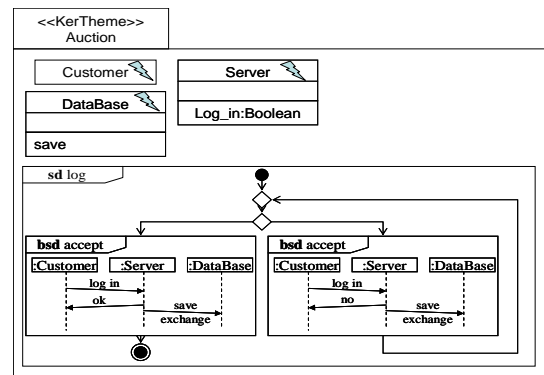 <<KerTheme>>
Auction
Customer
Server
Log_in:Boolean
DataBase
save
sd log
bsd accept
:Customer :Server :DataBase
log in
ok
save
exchange
bsd accept
:Customer :Server :DataBase
log in
no
save
exchange